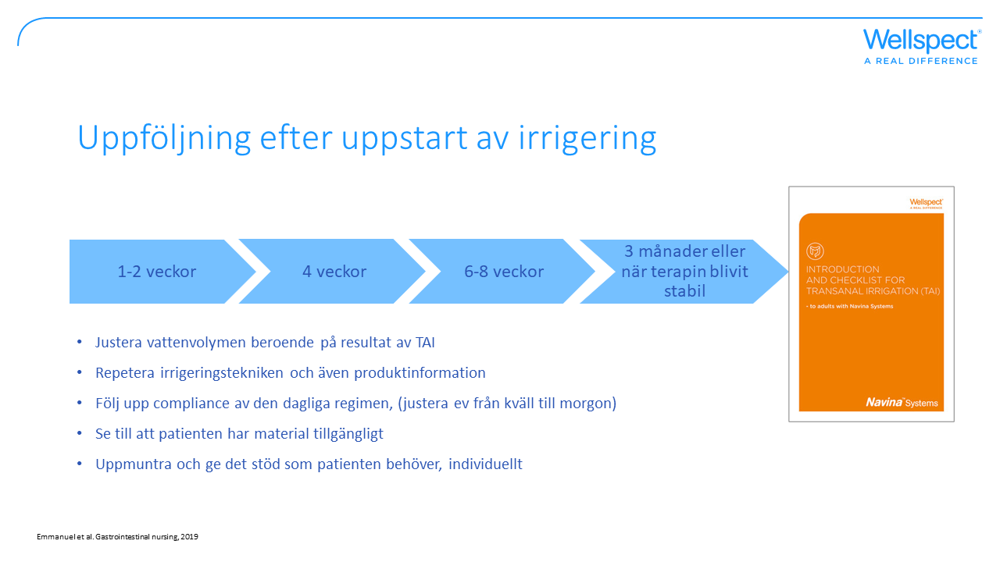 Wellspect®
A REAL DIFFERENCE
Uppföljning efter uppstart av irrigering
1-2 veckor
4 veckor
6-8 veckor
3 månader eller
när terapin blivit
stabil
Wellspect
A REAL DIFFERENCE
INTRODUCTION
AND CHECKLIST FOR
TRANSANAL IRRIGATION (TAI)
- to adults with Navina Systems
Navina™ Systems
• Justera vattenvolymen beroende på resultat av TAI
• Repetera irrigeringstekniken och även produktinformation
• Följ upp compliance av den dagliga regimen, (justera ev från kväll till morgon)
• Se till att patienten har material tillgängligt
• Uppmuntra och ge det stöd som patienten behöver, individuellt
Emmanuel et al. Gastrointestinal nursing, 2019